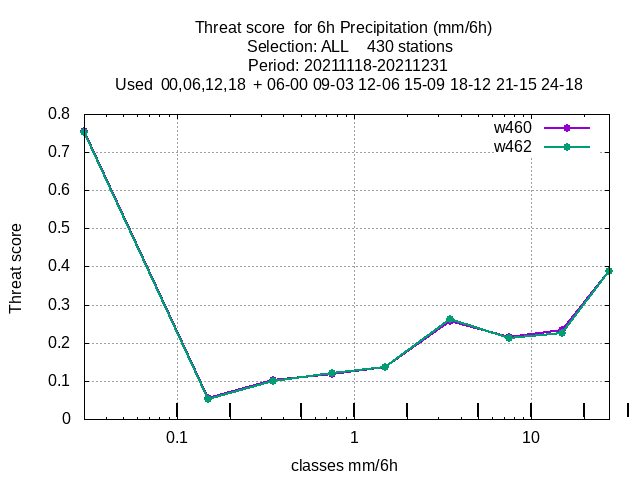 Threat score  for 6h Precipitation (mm/6h)
Selection: ALL    430 stations
Period: 20211118-20211231
Used  00,06,12,18  + 06-00 09-03 12-06 15-09 18-12 21-15 24-18
w460
w462
0.8
0.7
0.6
0.5
0.4
0.3
0.2
0.1
0
Threat score
0.1 1 10
classes mm/6h